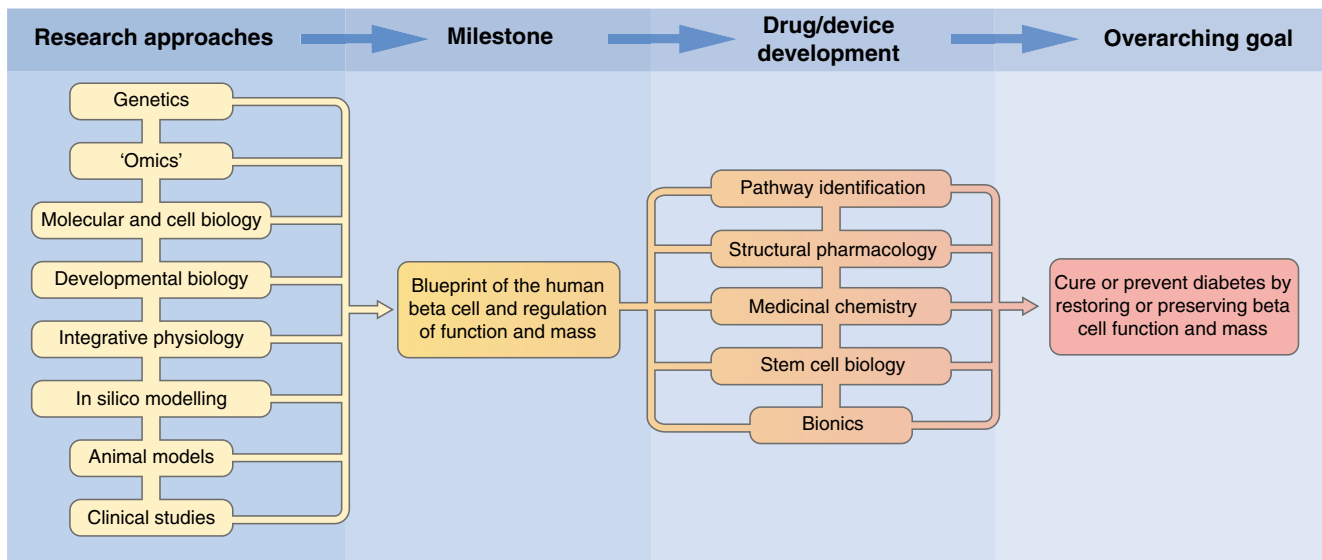 Research approaches
Milestone
Drug/device
development
Overarching goal
Genetics
‘Omics’
Molecular and cell biology
Developmental biology
Integrative physiology
In silico modelling
Animal models
Clinical studies
Blueprint of the human
beta cell and regulation
of function and mass
Pathway identification
Structural pharmacology
Medicinal chemistry
Stem cell biology
Bionics
Cure or prevent diabetes by
restoring or preserving beta
cell function and mass